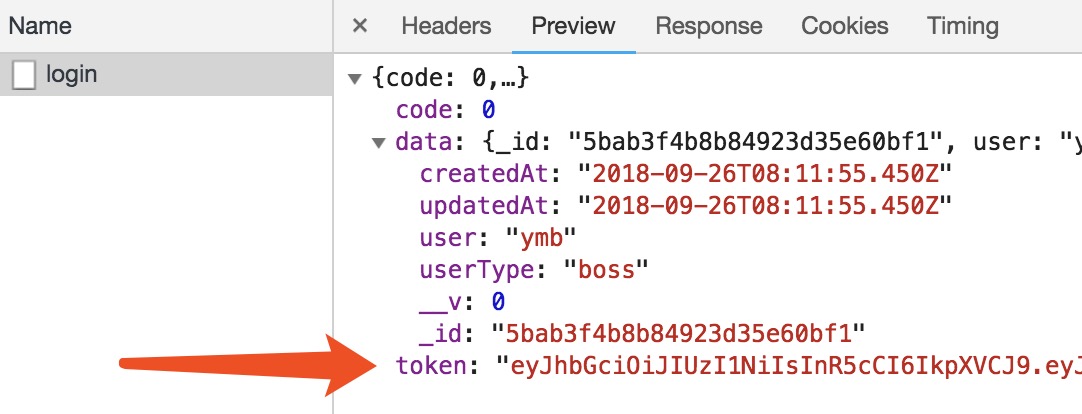 Name
× Headers Preview Response Cookies Timing
login
▼ {code: 0,…}
code: 0
▼ data: {_id: "5bab3f4b8b84923d35e60bf1", user: "y
createdAt: "2018-09-26T08:11:55.450Z"
updatedAt: "2018-09-26T08:11:55.450Z"
user: "ymb"
userType: "boss"
__v: 0
_id: "5bab3f4b8b84923d35e60bf1"
token: "eyJhbGciOiJIUzI1NiIsInR5cCI6IkpXVCJ9.eyJ